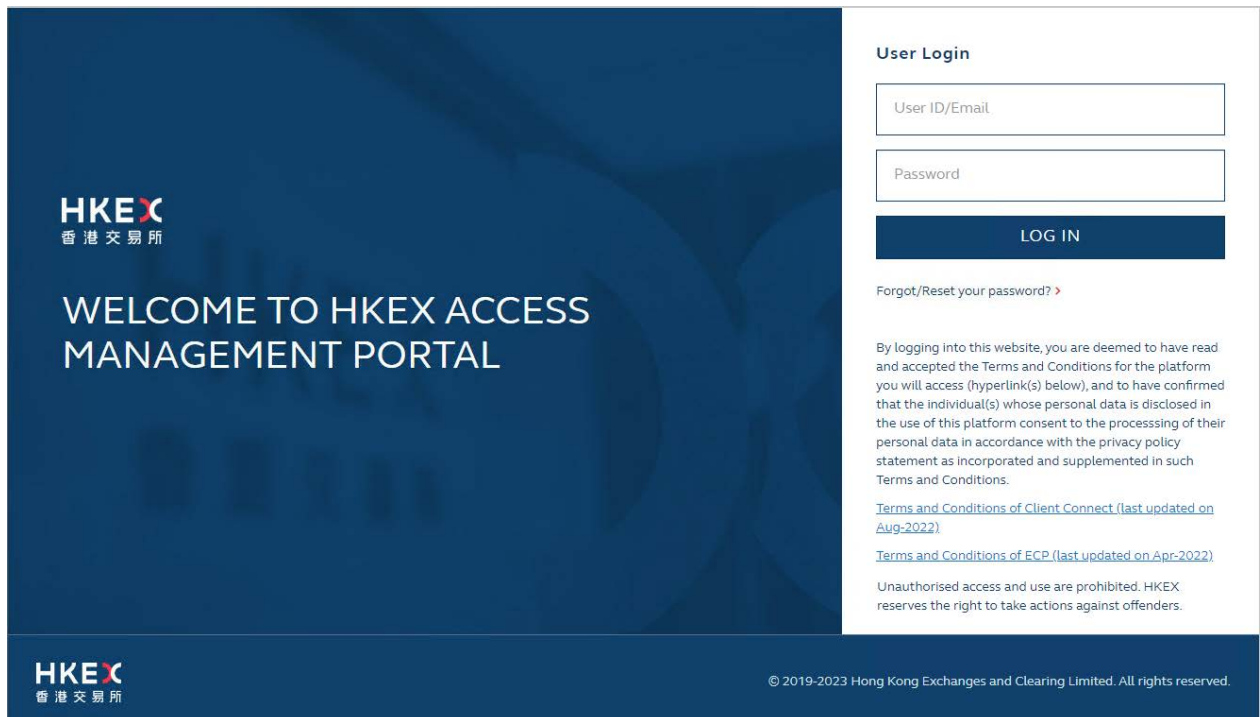 HKEX
香港交易所
WELCOME TO HKEX ACCESS
MANAGEMENT PORTAL
User Login
User ID/Email
Password
LOG IN
Forgot/Reset your password? >
By logging into this website, you are deemed to have read
and accepted the Terms and Conditions for the platform
you will access (hyperlink(s) below), and to have confirmed
that the individual(s) whose personal data is disclosed in
the use of this platform consent to the processsing of their
personal data in accordance with the privacy policy
statement as incorporated and supplemented in such
Terms and Conditions.
Terms and Conditions of Client Connect (last updated on
Aug-2022)
Terms and Conditions of ECP (last updated on Apr-2022)
Unauthorised access and use are prohibited. HKEX
reserves the right to take actions against offenders.
HKEX
香港交易所
© 2019-2023 Hong Kong Exchanges and Clearing Limited. All rights reserved.